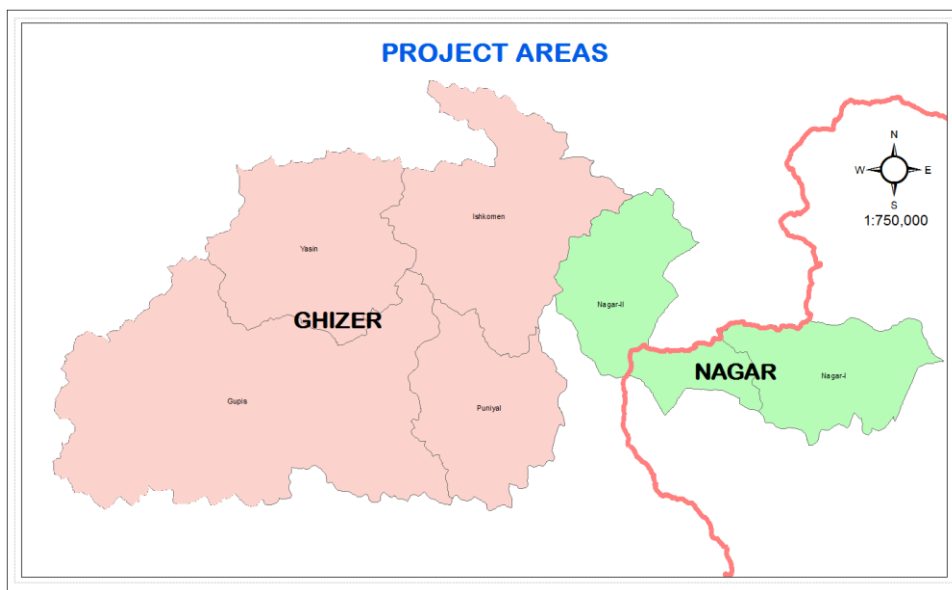 PROJECT AREAS
N
W E
S
1:750,000
Ishkomen
Yasin
Nagar-II
GHIZER
NAGAR
Nagar-I
Gupis
Puniyal